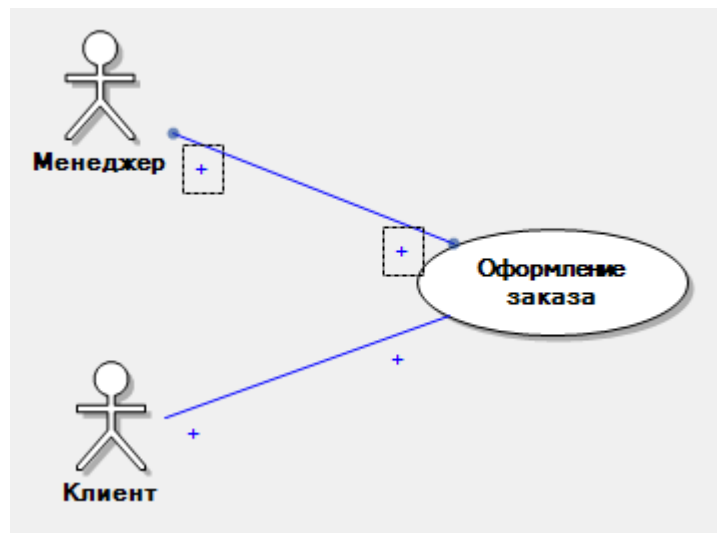 Менеджер
+
+
Оформление
заказа
+
+
Клиент